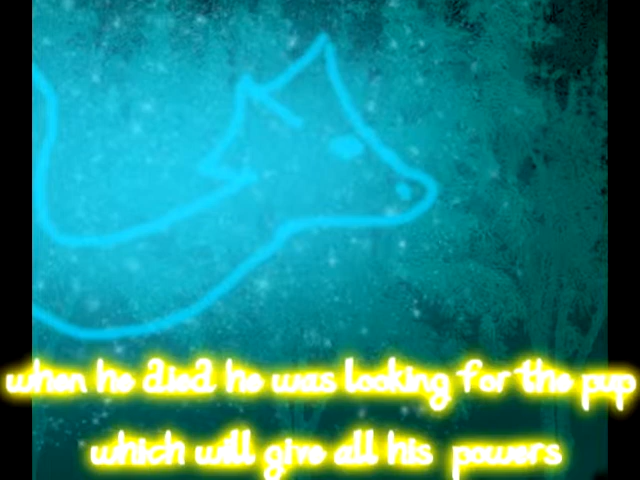 when he died he was looking for the pup
which will give all his powers